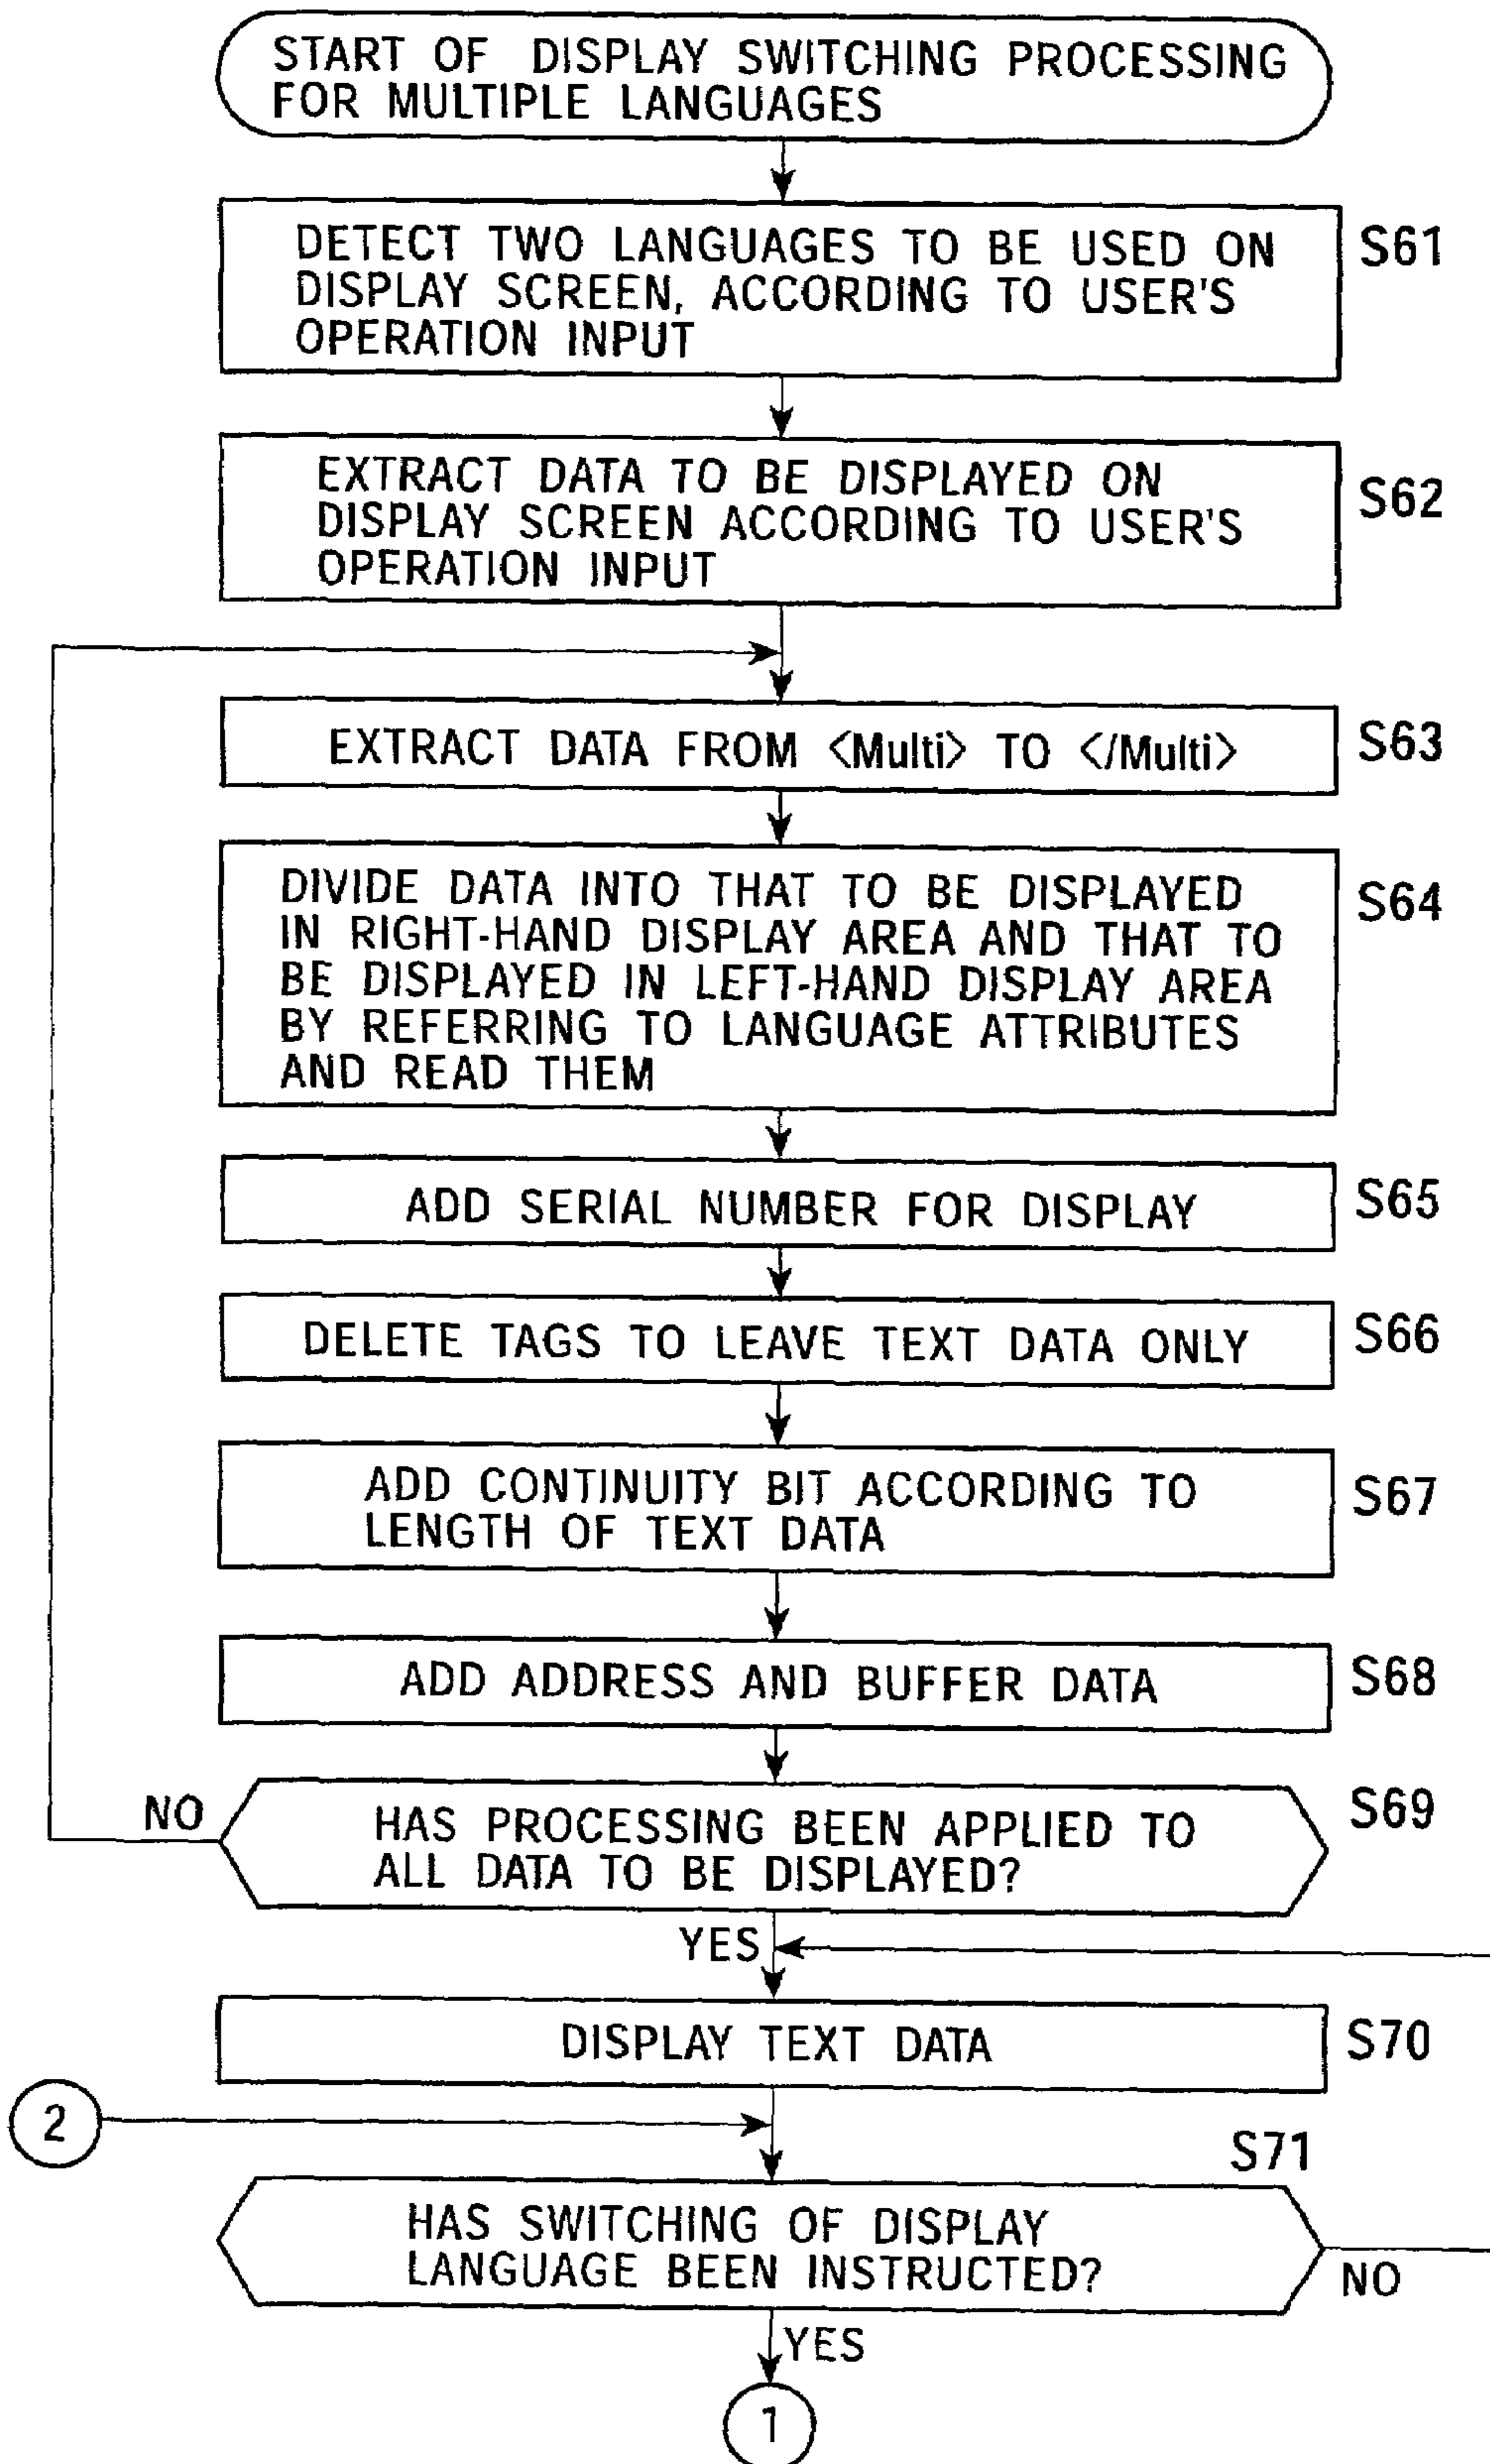 START OF DISPLAY SWITCHING PROCESSING
FOR MULTIPLE LANGUAGES
DETECT TWO LANGUAGES TO BE USED ON
DISPLAY SCREEN, ACCORDING TO USER'S
OPERATION INPUT
S61
EXTRACT DATA TO BE DISPLAYED ON
DISPLAY SCREEN ACCORDING TO USER'S
OPERATION INPUT
S62
EXTRACT DATA FROM <Multi> TO </Multi>
S63
DIVIDE DATA INTO THAT TO BE DISPLAYED
IN RIGHT-HAND DISPLAY AREA AND THAT TO
BE DISPLAYED IN LEFT-HAND DISPLAY AREA
BY REFERRING TO LANGUAGE ATTRIBUTES
AND READ THEM
S64
ADD SERIAL NUMBER FOR DISPLAY
S65
DELETE TAGS TO LEAVE TEXT DATA ONLY
S66
ADD CONTINUITY BIT ACCORDING TO
LENGTH OF TEXT DATA
S67
ADD ADDRESS AND BUFFER DATA
S68
NO
HAS PROCESSING BEEN APPLIED TO
ALL DATA TO BE DISPLAYED?
S69
YES
DISPLAY TEXT DATA
S70
2
S71
HAS SWITCHING OF DISPLAY
LANGUAGE BEEN INSTRUCTED?
NO
YES
1